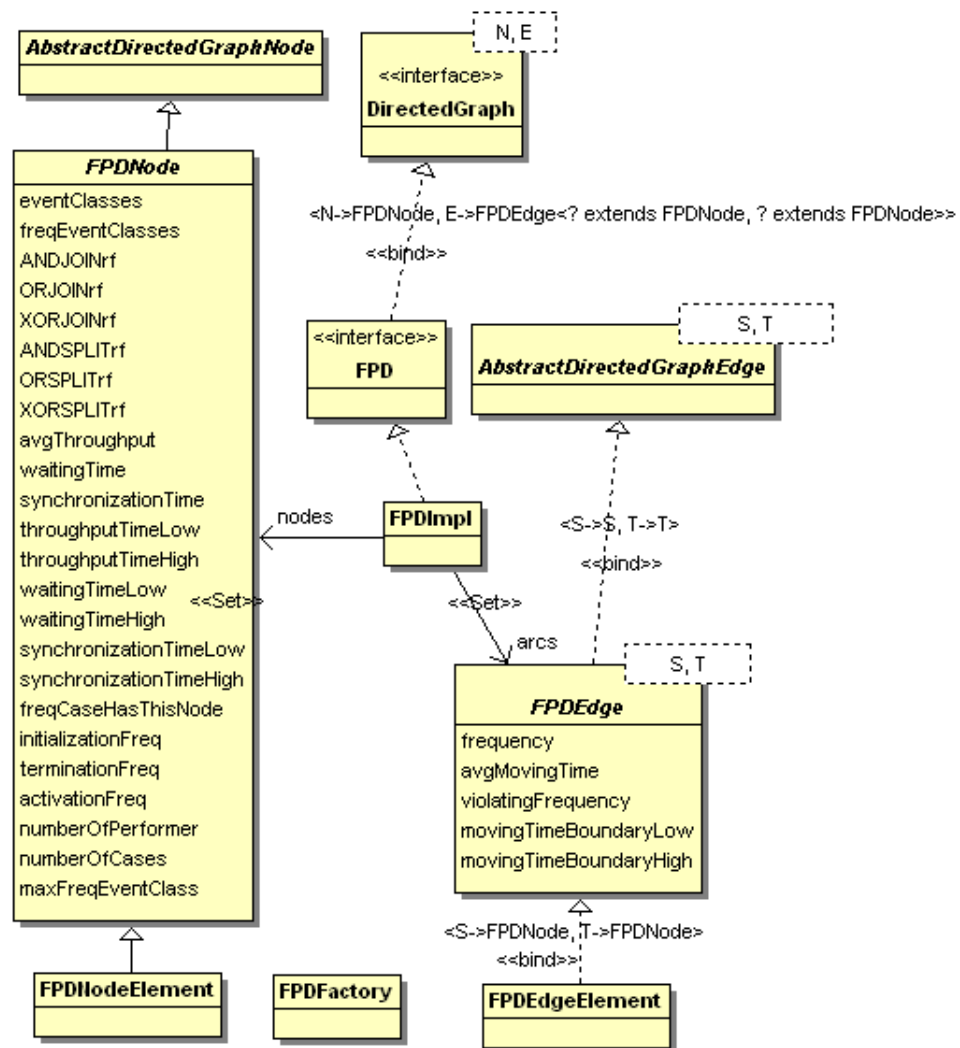 AbstractDirectedGraphNode
N, E
<<interface>>
DirectedGraph
FPDNode
eventClasses
freqEventClasses
ANDJOINrf
ORJOINrf
XORJOINrf
ANDSPLITrf
ORSPLITrf
XORSPLITrf
avgThroughput
waitingTime
synchronizationTime
throughputTimeLow
throughputTimeHigh
waitingTimeLow
waitingTimeHigh
synchronizationTimeLow
synchronizationTimeHigh
freqCaseHasThisNode
initializationFreq
terminationFreq
activationFreq
numberOfPerformer
numberOfCases
maxFreqEventClass
<N->FPDNode, E->FPDEdge<? extends FPDNode, ? extends FPDNode>>
<<bind>>
<<interface>>
FPD
S, T
AbstractDirectedGraphEdge
nodes
FPDImpl
<S->S, T->T>
<<bind>>
<<Set>>
<<Set>>
arcs
S, T
FPDEdge
frequency
avgMovingTime
violatingFrequency
movingTimeBoundaryLow
movingTimeBoundaryHigh
<S->FPDNode, T->FPDNode>
<<bind>>
FPDNodeElement
FPDFactory
FPDEdgeElement